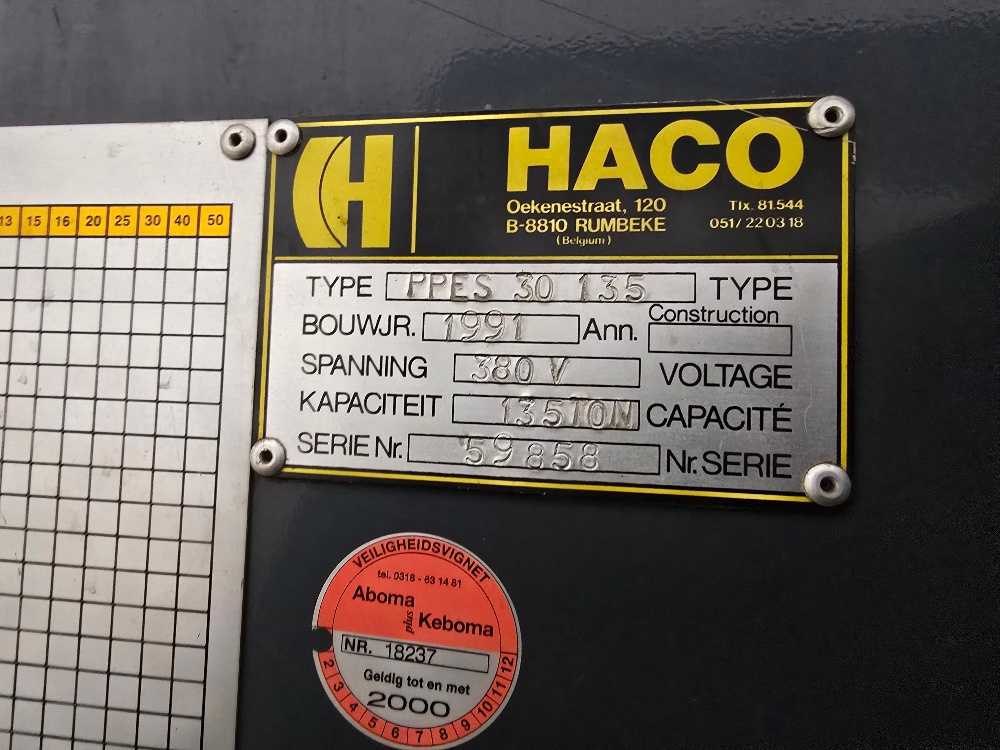 13 15 16 20 25 30 40 50
H HACO
Oekenestraat, 120 Tlx. 81.544
B-8810 RUMBEKE 051/ 22 03 18
(Belgium)
TYPE PPES 30 135 TYPE
BOUWJR. 1991 Ann. Construction
SPANNING 380 V VOLTAGE
KAPACITEIT 135TON CAPACITÉ
SERIE Nr. 59858 Nr. SERIE
VEILIGHEIDSVIGNET
tel. 0318 - 63 14 81
Aboma
plus Keboma
NR. 18237
Geldig tot en met
2000
2 3 4 5 6 7 8 9 10 11 12